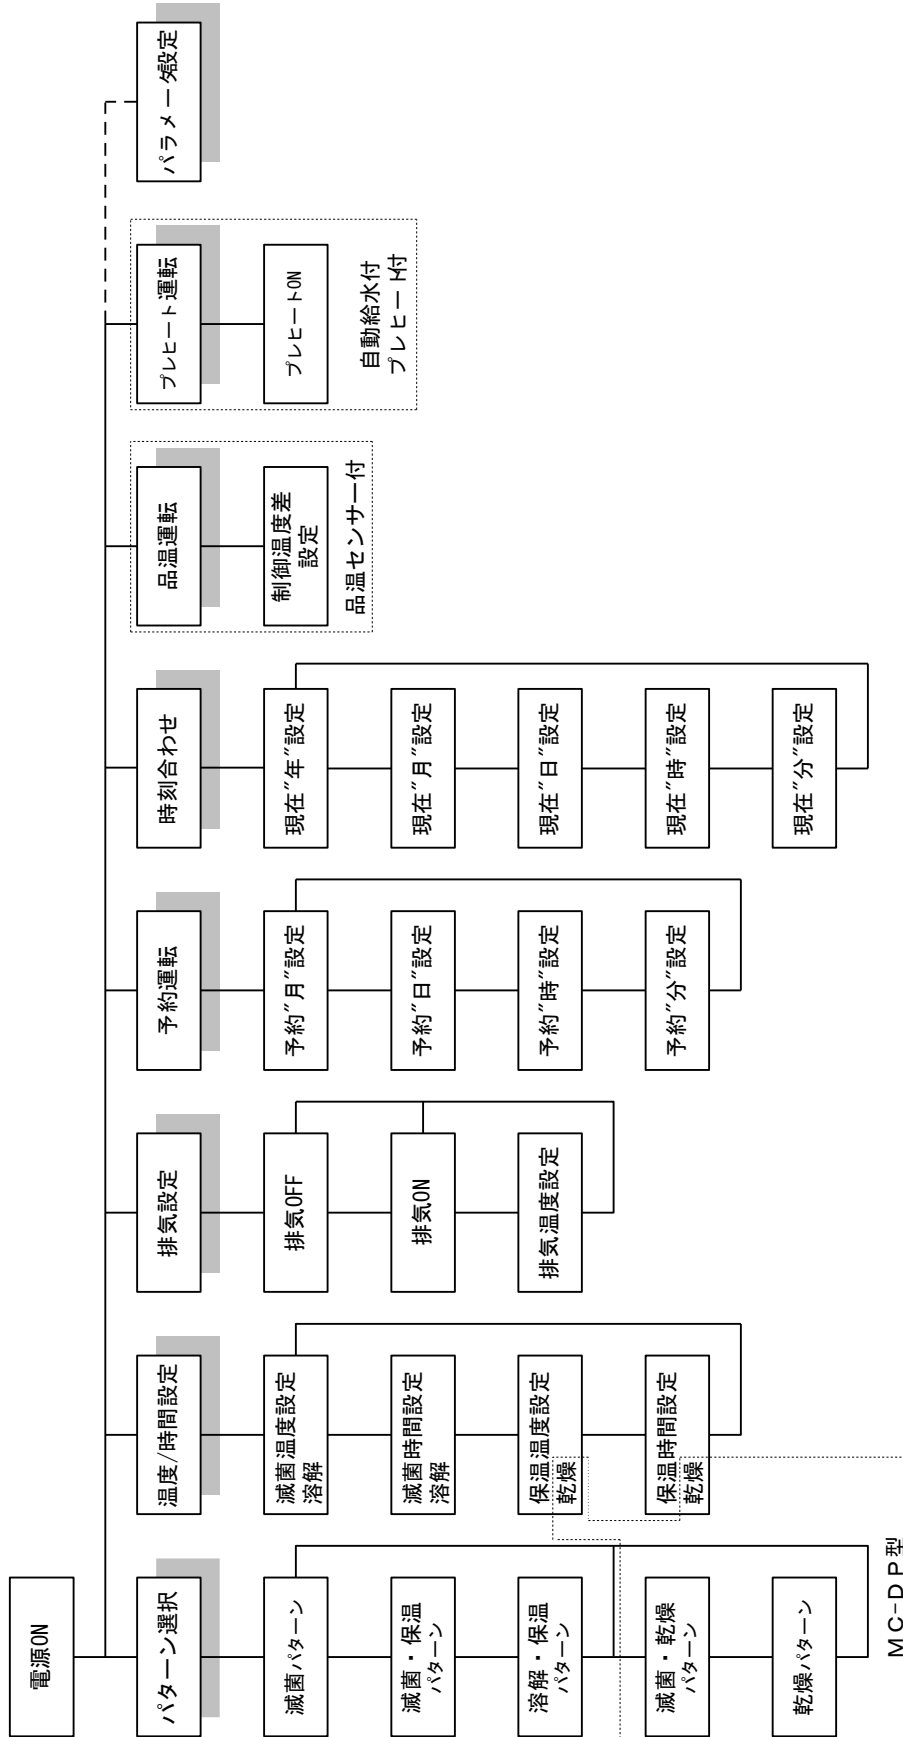 電源ON
パターン選択
滅菌パターン
滅菌・保温
パターン
溶解・保温
パターン
滅菌・乾燥
パターン
乾燥パターン
MC-DP型
温度/時間設定
滅菌温度設定
溶解
滅菌時間設定
溶解
保温温度設定
乾燥
保温時間設定
乾燥
排気設定
排気OFF
排気ON
排気温度設定
予約運転
予約″月″設定
予約″日″設定
予約″時″設定
予約″分″設定
時刻合わせ
現在″年″設定
現在″月″設定
現在″日″設定
現在″時″設定
現在″分″設定
品温運転
制御温度差
設定
品温センサー付
プレヒート運転
プレヒートON
自動給水付
プレヒート付
パラメータ設定